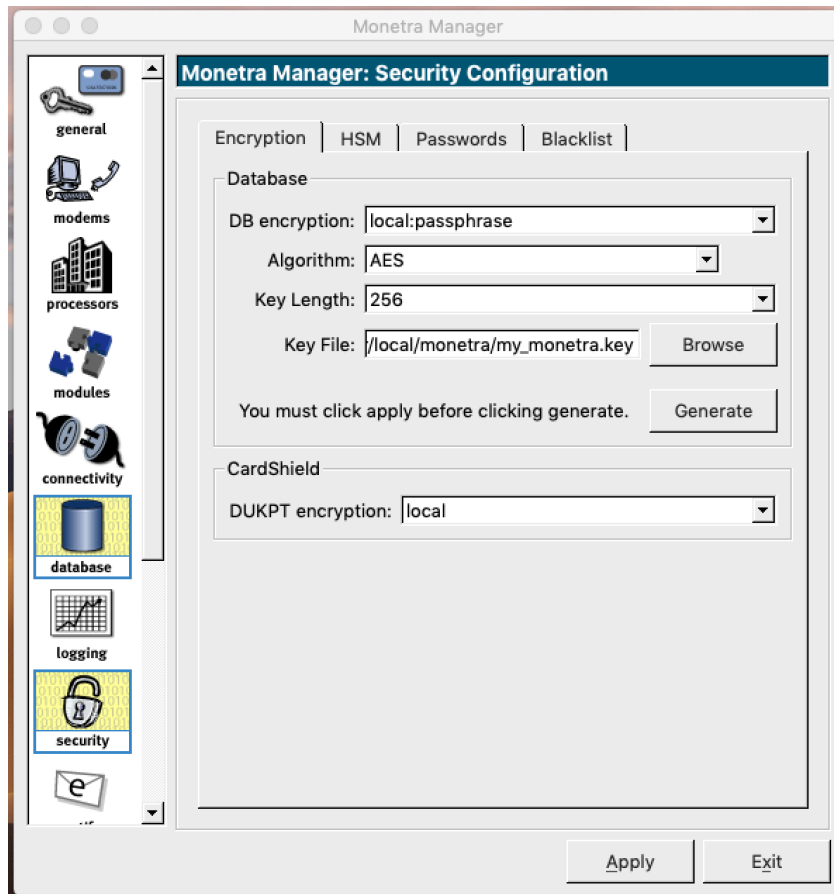 Monetra Manager
Monetra Manager: Security Configuration
general
modems
processors
modules
connectivity
database
logging
security
Encryption HSM Passwords Blacklist
Database
DB encryption: local:passphrase
Algorithm: AES
Key Length: 256
Key File: /local/monetra/my_monetra.key Browse
You must click apply before clicking generate. Generate
CardShield
DUKPT encryption: local
Apply Exit